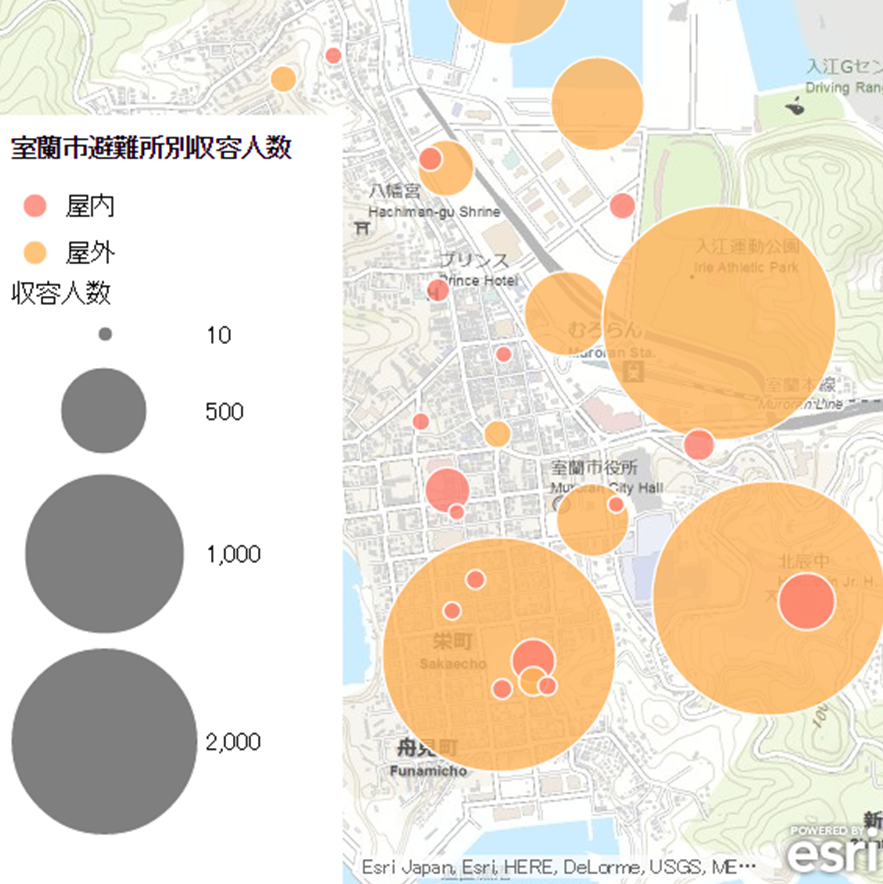 入江Gセン
Driving Rang
室蘭市避難所別収容人数
屋内
屋外
収容人数
10
500
1,000
2,000
八幡宮
Hachiman-gu Shrine
プリンス
Prince Hotel
入江運動公園
Irie Athletic Park
むろらん
Muroran Sta.
室蘭本線
Muroran-Line
室蘭市役所
Muroran City Hall
北辰中
Jr. H.
栄町
Sakaecho
舟見町
Funamicho
100
新
POWERED BY
esri
Esri Japan, Esri, HERE, DeLorme, USGS, ME…